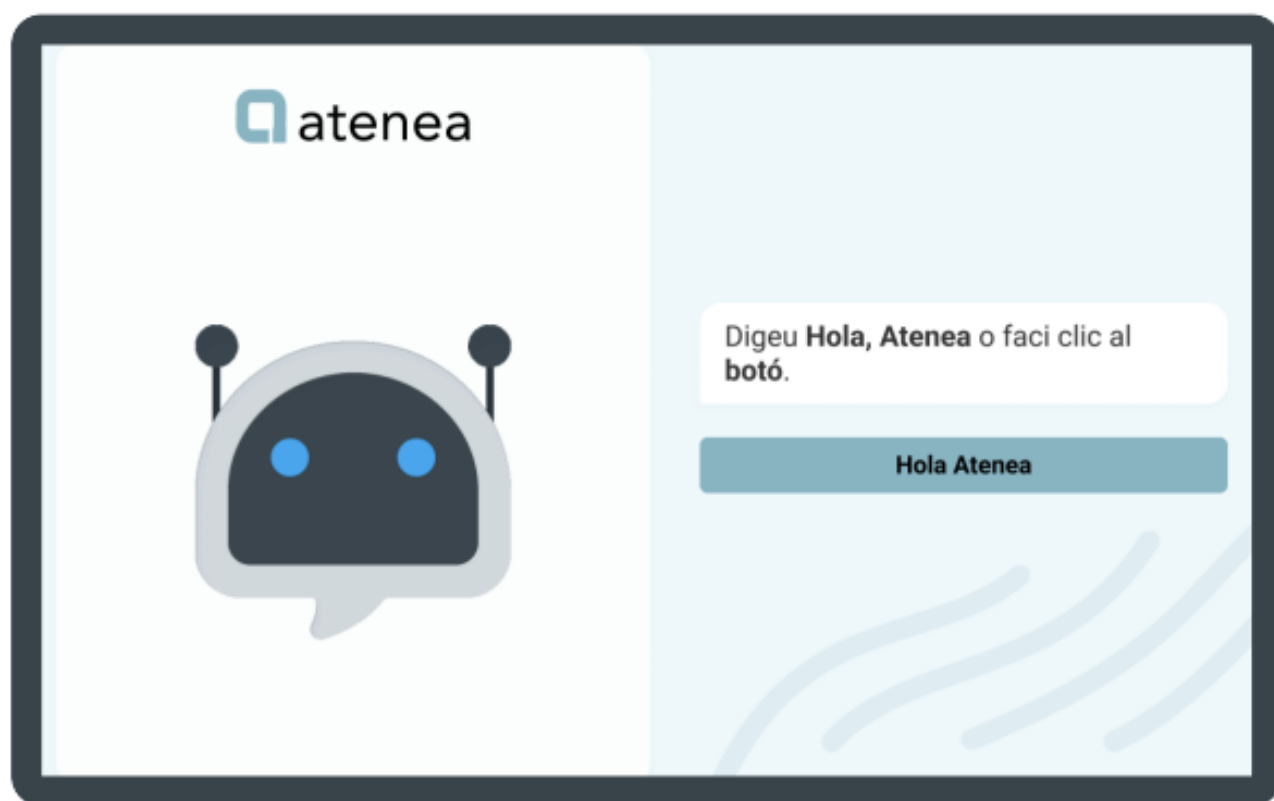 atenea
Digeu Hola, Atenea o faci clic al
botó.
Hola Atenea